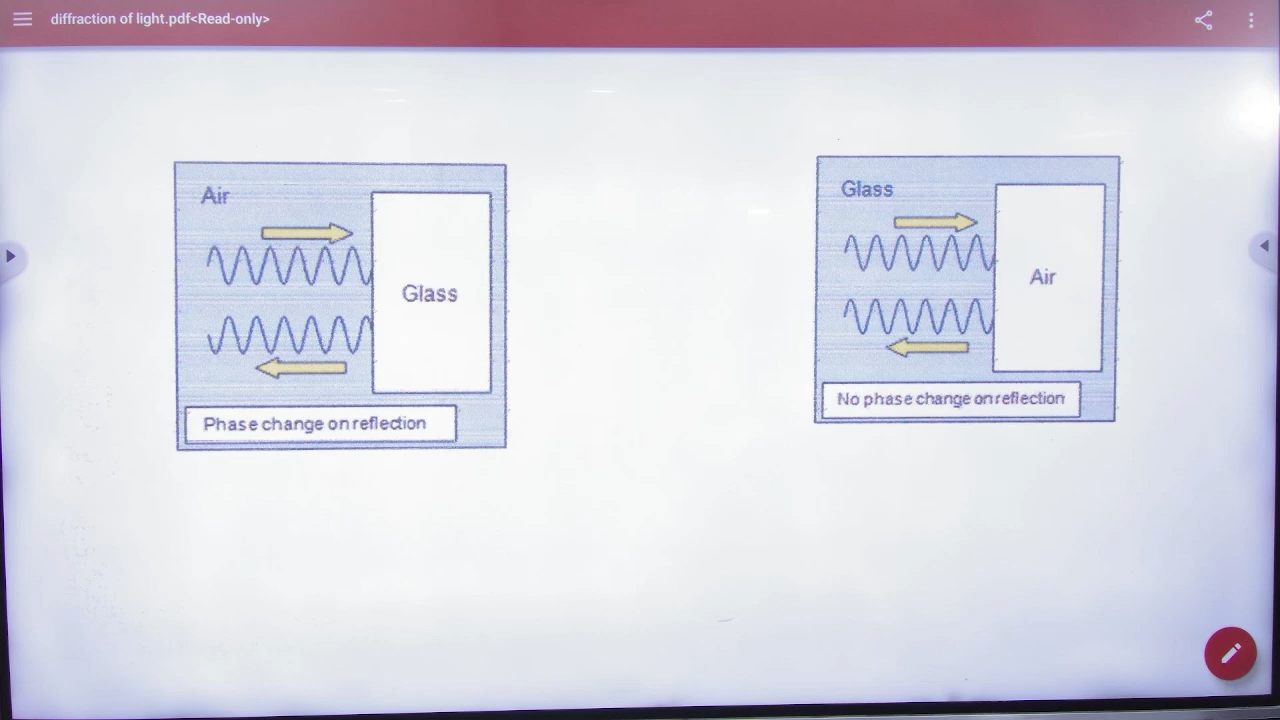 diffraction of light.pdf<Read-only>
Air
Glass
Phase change on reflection
Glass
Air
No phase change on reflection